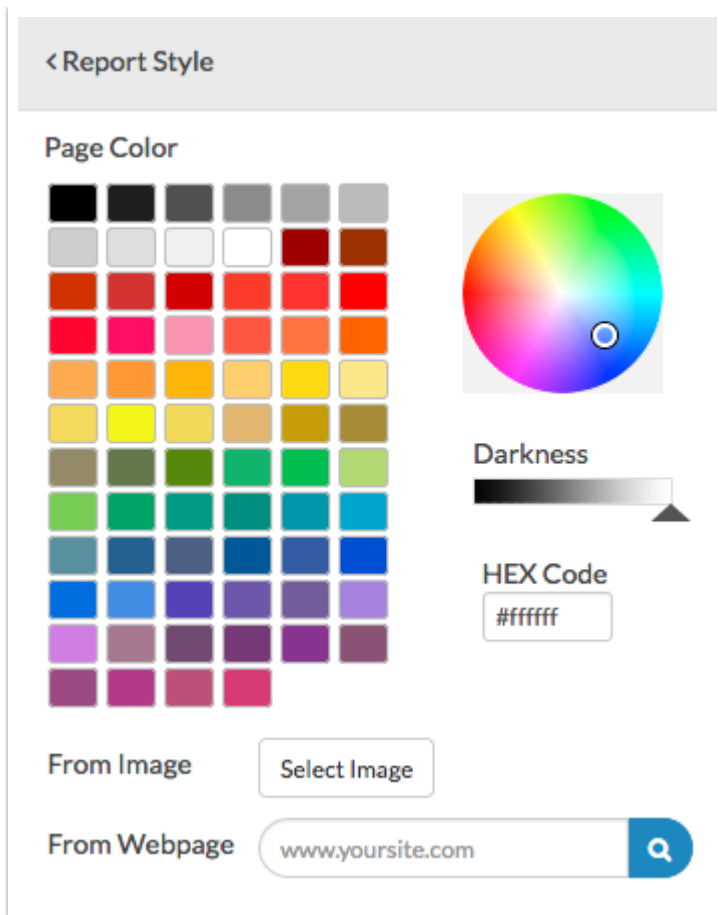 < Report Style
Page Color
Darkness
HEX Code
#ffffff
From Image
Select Image
From Webpage
www.yoursite.com